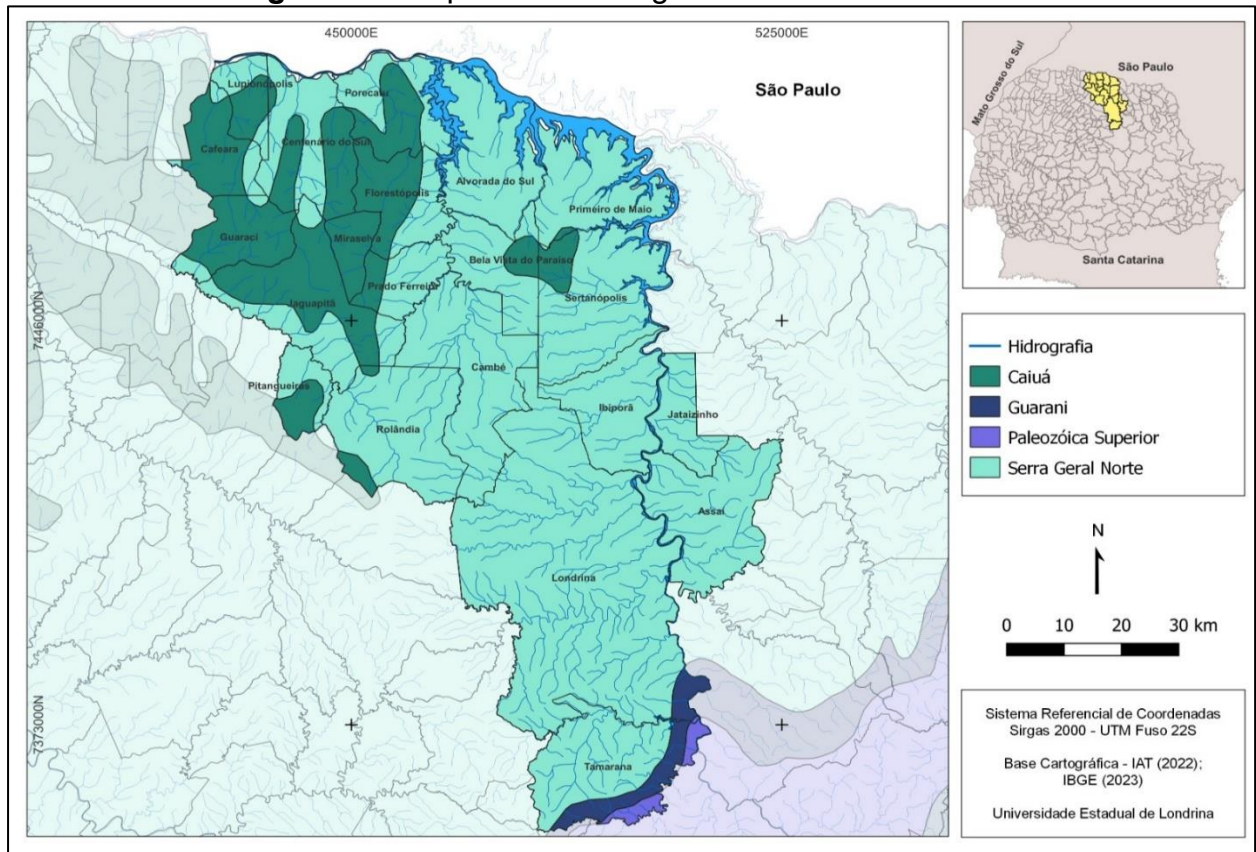 450000E
525000E
São Paulo
Lupionópolis
Porecatu
Cafeara
Centenário do Sul
Florestópolis
Alvorada do Sul
Primeiro de Maio
Guaraci
Miraselva
Bela Vista do Paraíso
Prado Ferreira
Sertanópolis
Jaguapitã
7446000N
Pitangueiras
Cambé
Rolândia
Ibiporã
Jataizinho
Assaí
Londrina
7373000N
Tamarana
Mato Grosso do Sul
São Paulo
Santa Catarina
Hidrografia
Caiuá
Guarani
Paleozóica Superior
Serra Geral Norte
N
0 10 20 30 km
Sistema Referencial de Coordenadas
Sirgas 2000 - UTM Fuso 22S
Base Cartográfica - IAT (2022);
IBGE (2023)
Universidade Estadual de Londrina